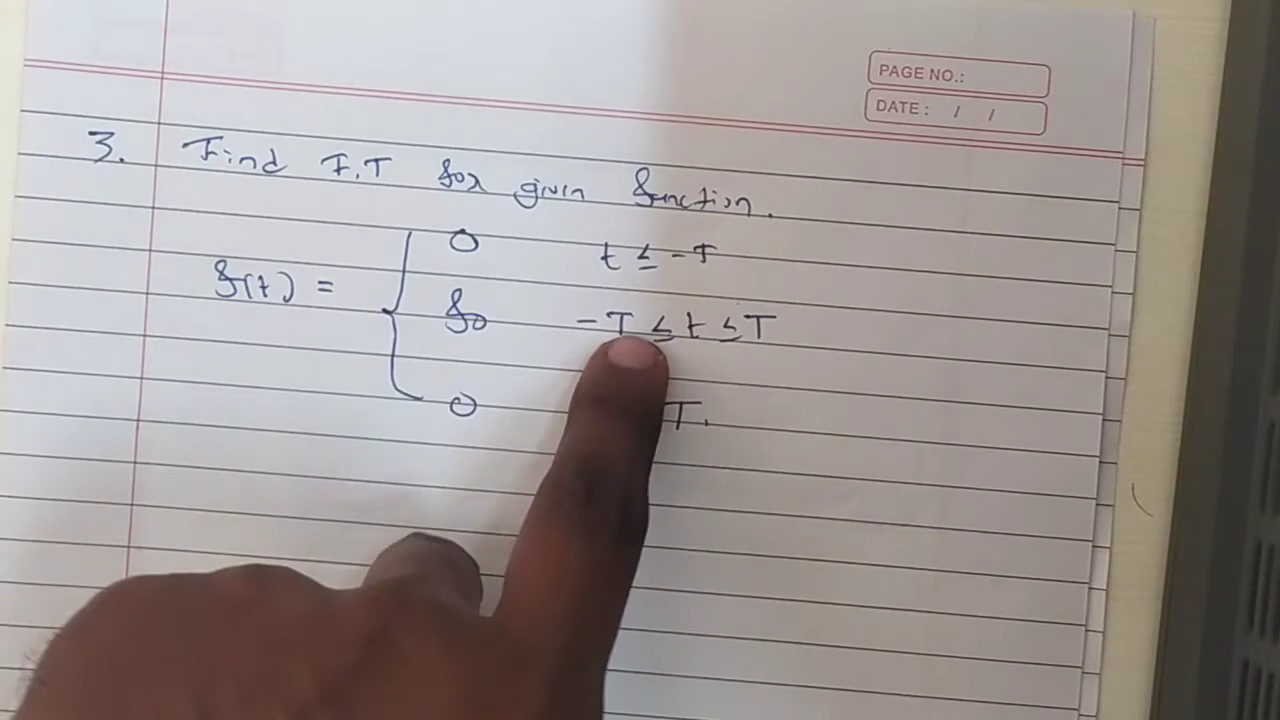 PAGE NO.:
DATE : / /
3. Find F.T for given function.
0 t ≤ -T
f(t) =
f0 -T ≤ t ≤ T
0 T.